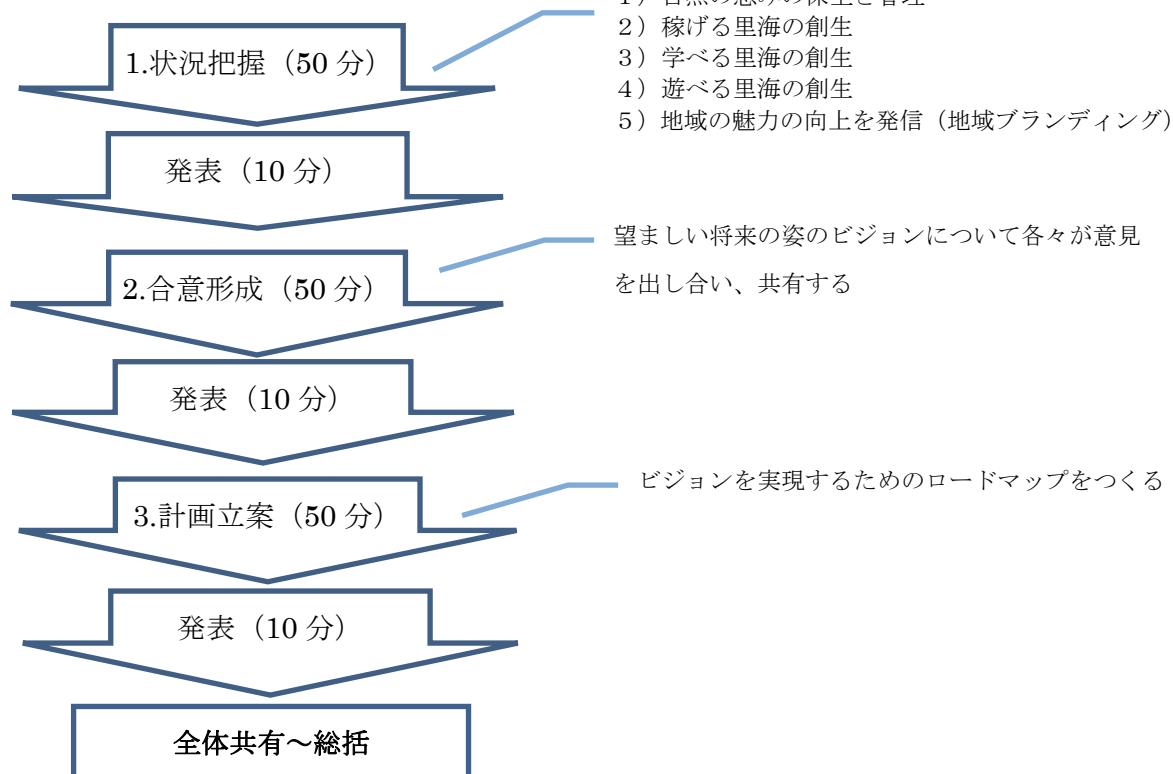 2）稼げる里海の創生
1.状況把握（50 分）
3）学べる里海の創生
4）遊べる里海の創生
5）地域の魅力の向上を発信（地域ブランディング）
発表（10 分）
望ましい将来の姿のビジョンについて各々が意見
を出し合い、共有する
2.合意形成（50 分）
発表（10 分）
ビジョンを実現するためのロードマップをつくる
3.計画立案（50 分）
発表（10 分）
全体共有～総括